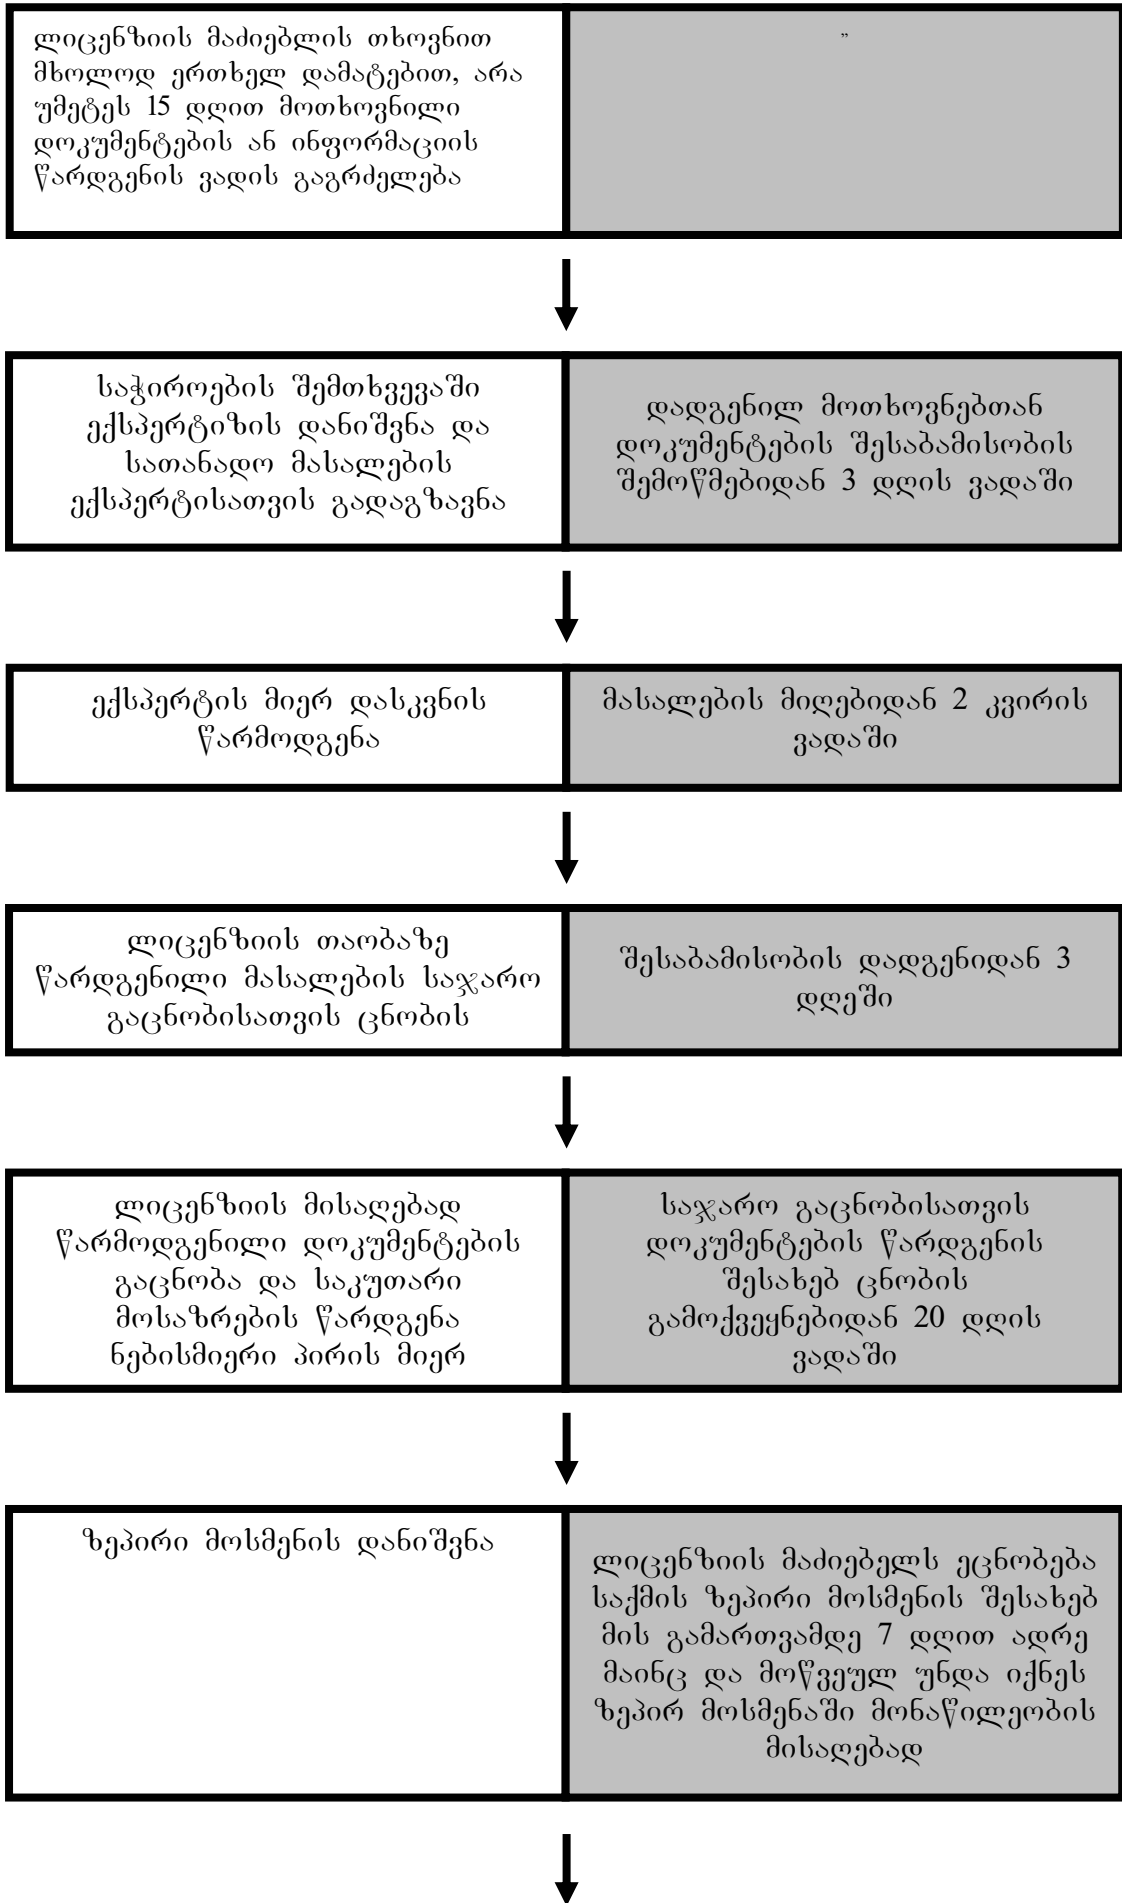 ლიცენზიის მაძიებლის თხოვნით
მხოლოდ ერთხელ დამატებით, არა
უმეტეს 15 დღით მოთხოვნილი
დოკუმენტების ან ინფორმაციის
წარდგენის ვადის გაგრძელება
”
საჭიროების შემთხვევაში
ექსპერტიზის დანიშვნა და
სათანადო მასალების
ექსპერტისათვის გადაგზავნა
დადგენილ მოთხოვნებთან
დოკუმენტების შესაბამისობის
შემოწმებიდან 3 დღის ვადაში
ექსპერტის მიერ დასკვნის
წარმოდგენა
მასალების მიღებიდან 2 კვირის
ვადაში
ლიცენზიის თაობაზე
წარდგენილი მასალების საჯარო
გაცნობისათვის ცნობის
შესაბამისობის დადგენიდან 3
დღეში
ლიცენზიის მისაღებად
წარმოდგენილი დოკუმენტების
გაცნობა და საკუთარი
მოსაზრების წარდგენა
ნებისმიერი პირის მიერ
საჯარო გაცნობისათვის
დოკუმენტების წარდგენის
შესახებ ცნობის
გამოქვეყნებიდან 20 დღის
ვადაში
ზეპირი მოსმენის დანიშვნა
ლიცენზიის მაძიებელს ეცნობება
საქმის ზეპირი მოსმენის შესახებ
მის გამართვამდე 7 დღით ადრე
მაინც და მოწვეულ უნდა იქნეს
ზეპირ მოსმენაში მონაწილეობის
მისაღებად